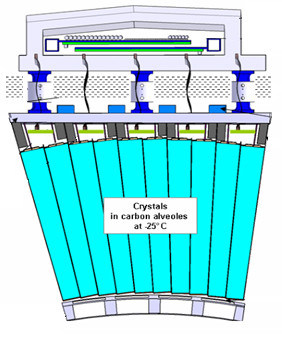 Crystals
in carbon alveoles
at -25°C